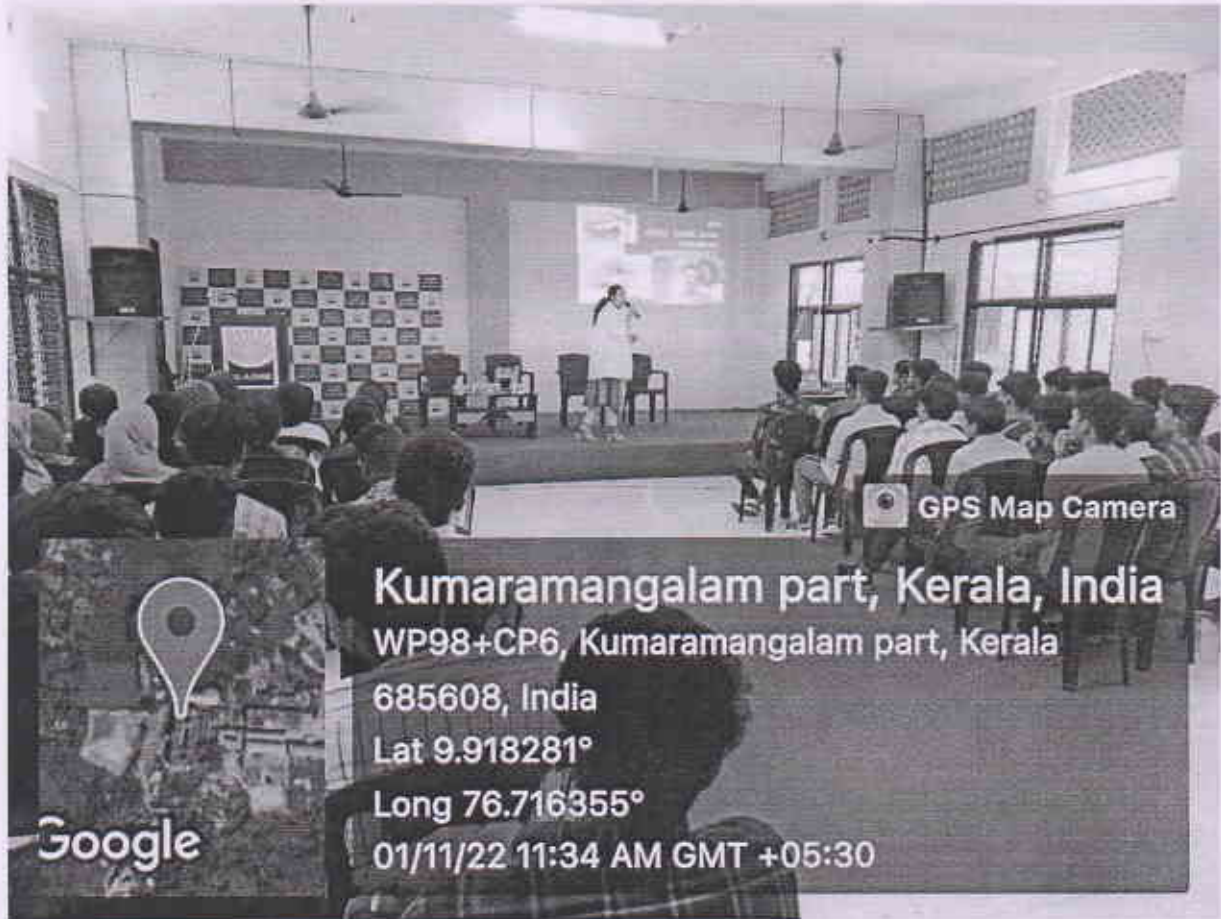 GPS Map Camera
Kumaramangalam part, Kerala, India
WP98+CP6, Kumaramangalam part, Kerala
685608, India
Lat 9.918281°
Long 76.716355°
01/11/22 11:34 AM GMT +05:30
Google